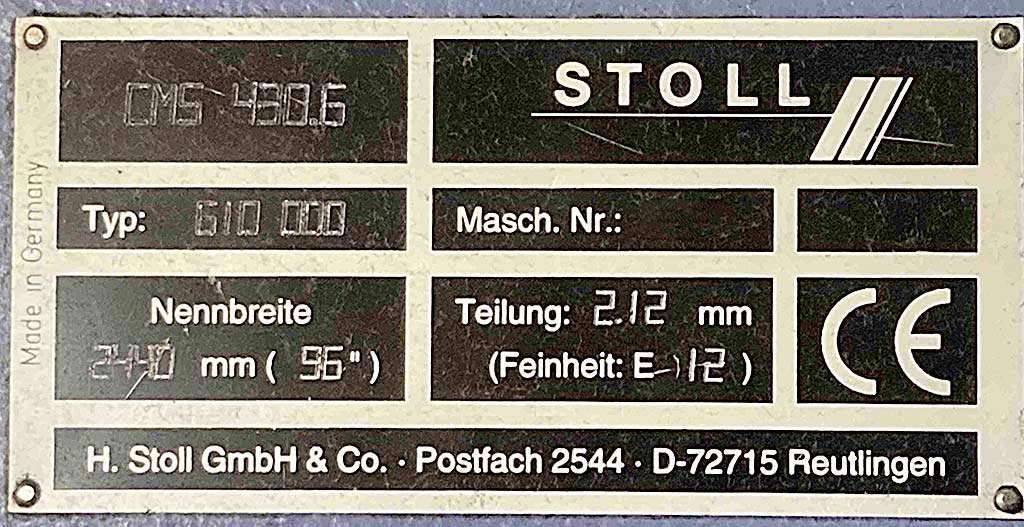 CMS 430.6
STOLL
Typ: 610 000
Masch. Nr.:
Nennbreite
2440 mm ( 96" )
Teilung: 2.12 mm
(Feinheit: E 12 )
CE
H. Stoll GmbH & Co. · Postfach 2544 · D-72715 Reutlingen
Made in Germany